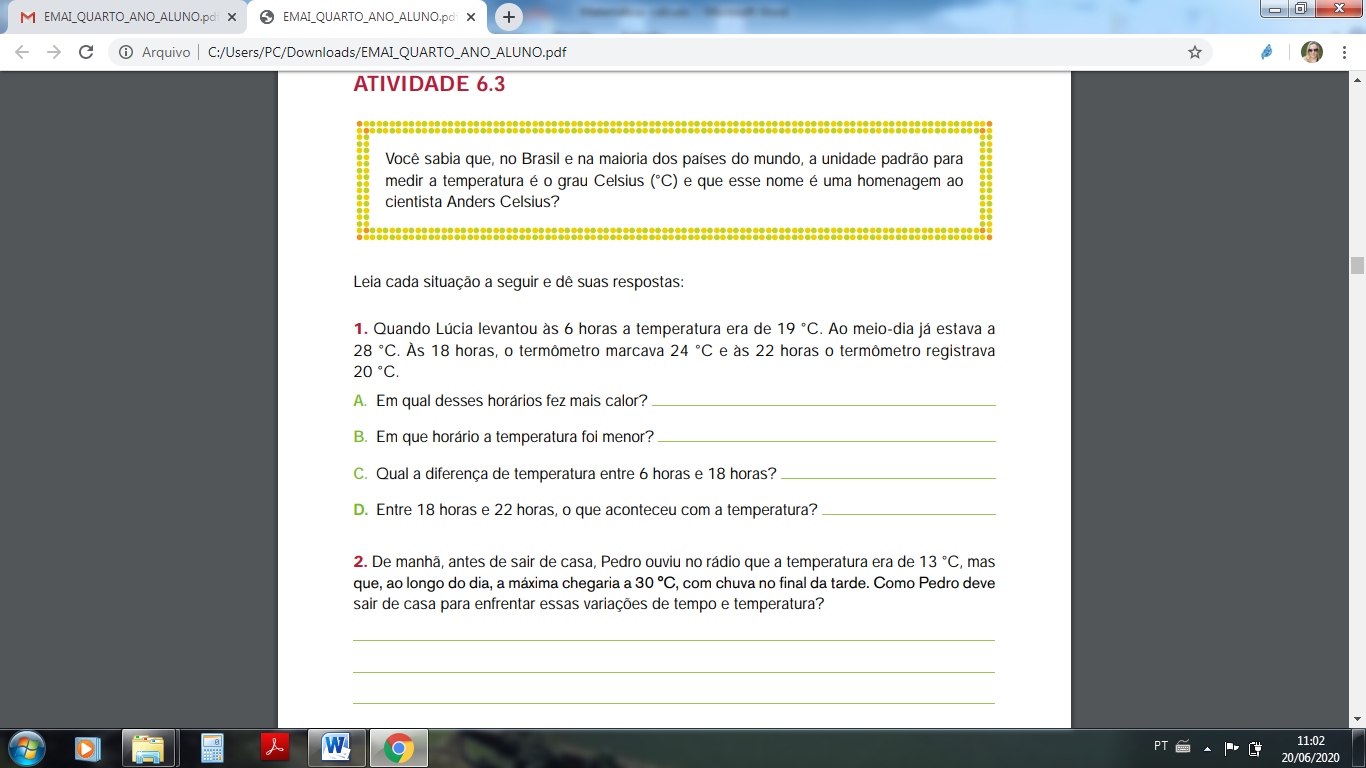 EMAI_QUARTO_ANO_ALUNO.pdf
EMAI_QUARTO_ANO_ALUNO.pdf
Arquivo | C:/Users/PC/Downloads/EMAI_QUARTO_ANO_ALUNO.pdf
ATIVIDADE 6.3
Você sabia que, no Brasil e na maioria dos países do mundo, a unidade padrão para
medir a temperatura é o grau Celsius (°C) e que esse nome é uma homenagem ao
cientista Anders Celsius?
Leia cada situação a seguir e dê suas respostas:
1. Quando Lúcia levantou às 6 horas a temperatura era de 19 °C. Ao meio-dia já estava a
28 °C. Às 18 horas, o termômetro marcava 24 °C e às 22 horas o termômetro registrava
20 °C.
A. Em qual desses horários fez mais calor?
B. Em que horário a temperatura foi menor?
C. Qual a diferença de temperatura entre 6 horas e 18 horas?
D. Entre 18 horas e 22 horas, o que aconteceu com a temperatura?
2. De manhã, antes de sair de casa, Pedro ouviu no rádio que a temperatura era de 13 °C, mas
que, ao longo do dia, a máxima chegaria a 30 °C, com chuva no final da tarde. Como Pedro deve
sair de casa para enfrentar essas variações de tempo e temperatura?
PT
11:02
20/06/2020